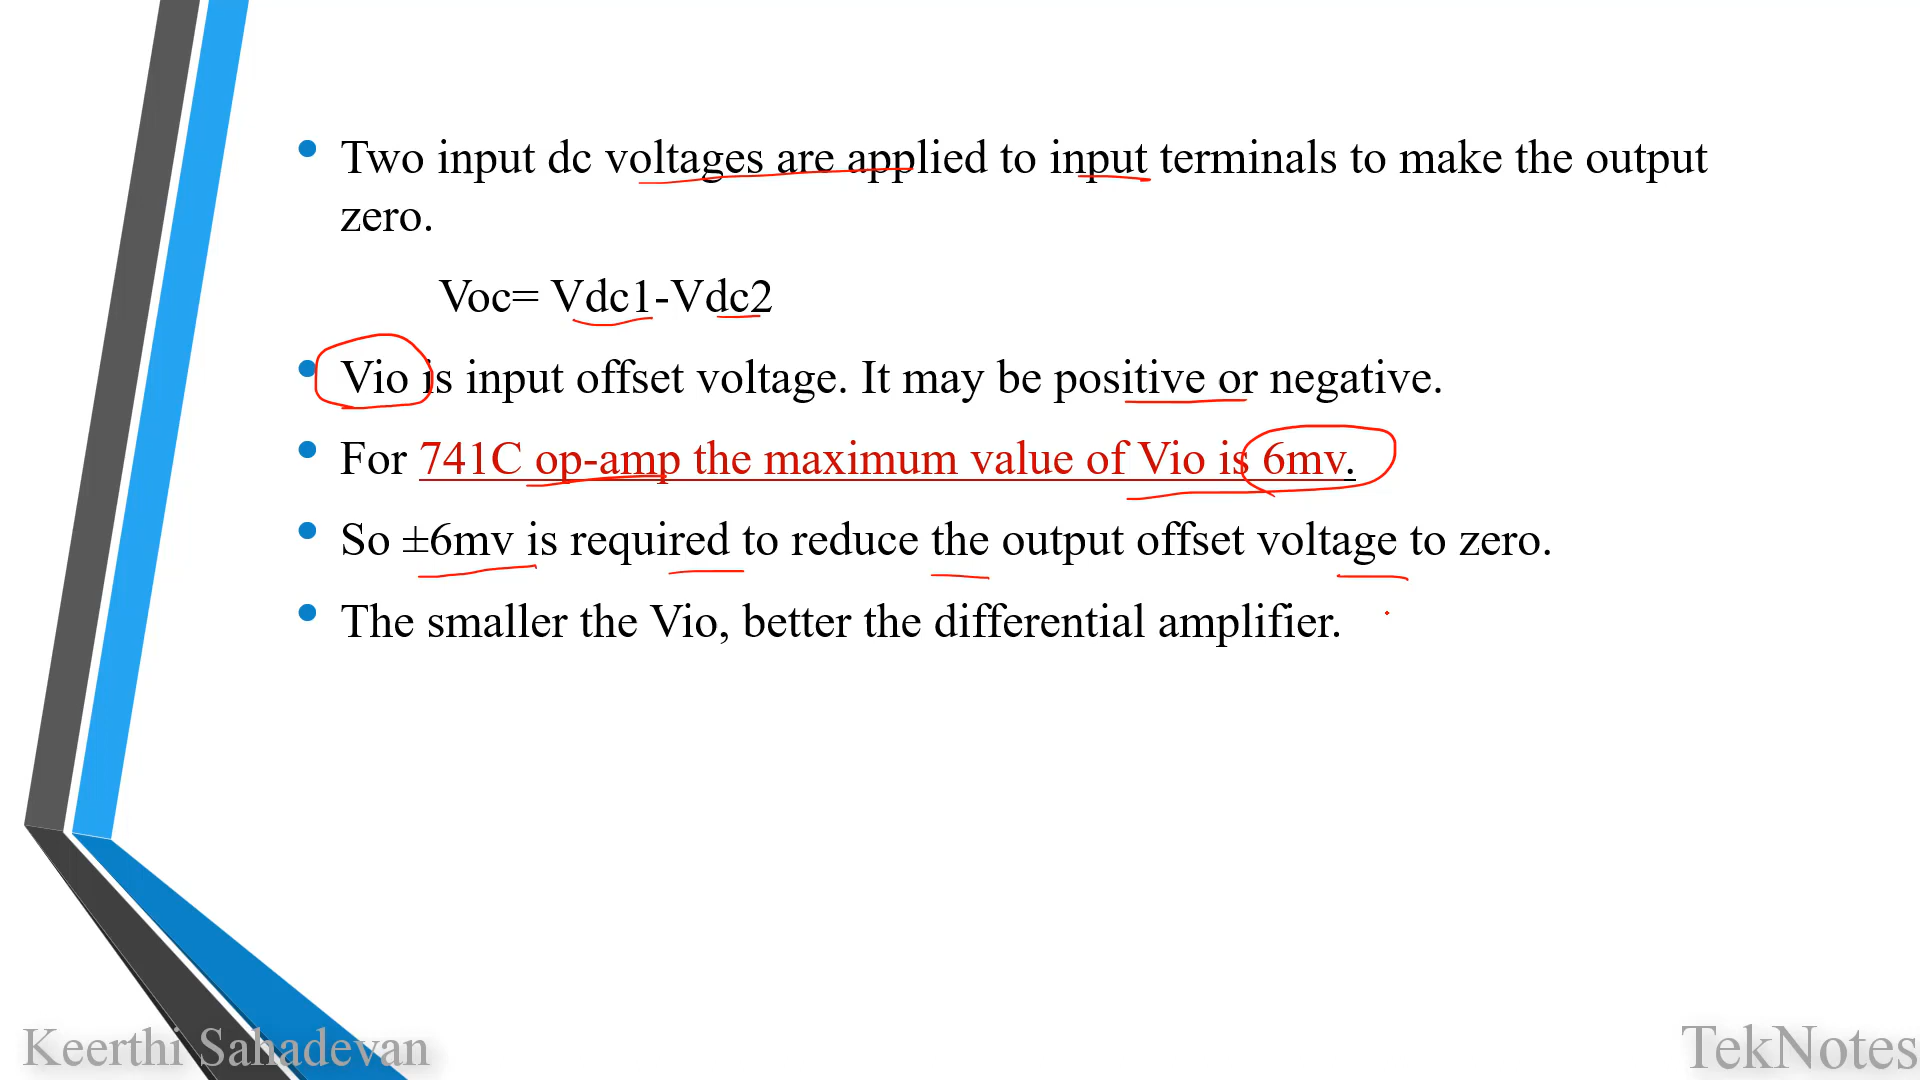 • Two input dc voltages are applied to input terminals to make the output
zero.
Voc= Vdc1-Vdc2
• Vio is input offset voltage. It may be positive or negative.
• For 741C op-amp the maximum value of Vio is 6mv.
• So ±6mv is required to reduce the output offset voltage to zero.
• The smaller the Vio, better the differential amplifier.
Keerthi Sahadevan
TekNotes